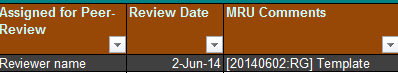 Assigned for Peer-
Review
Review Date
MRU Comments
Reviewer name 2-Jun-14 [20140602:RG] Template